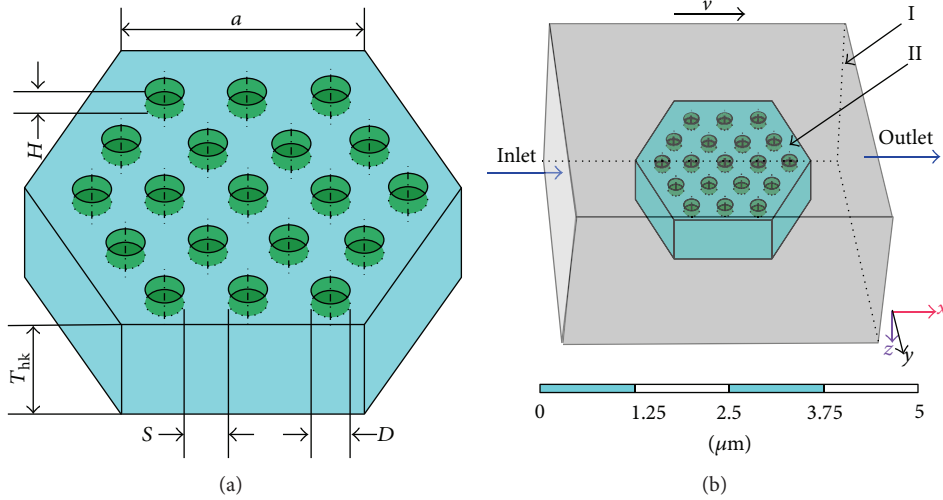 a
H
T_hk
S
D
(a)
v
I
II
Inlet
Outlet
x
z
y
0 1.25 2.5 3.75 5
(μm)
(b)